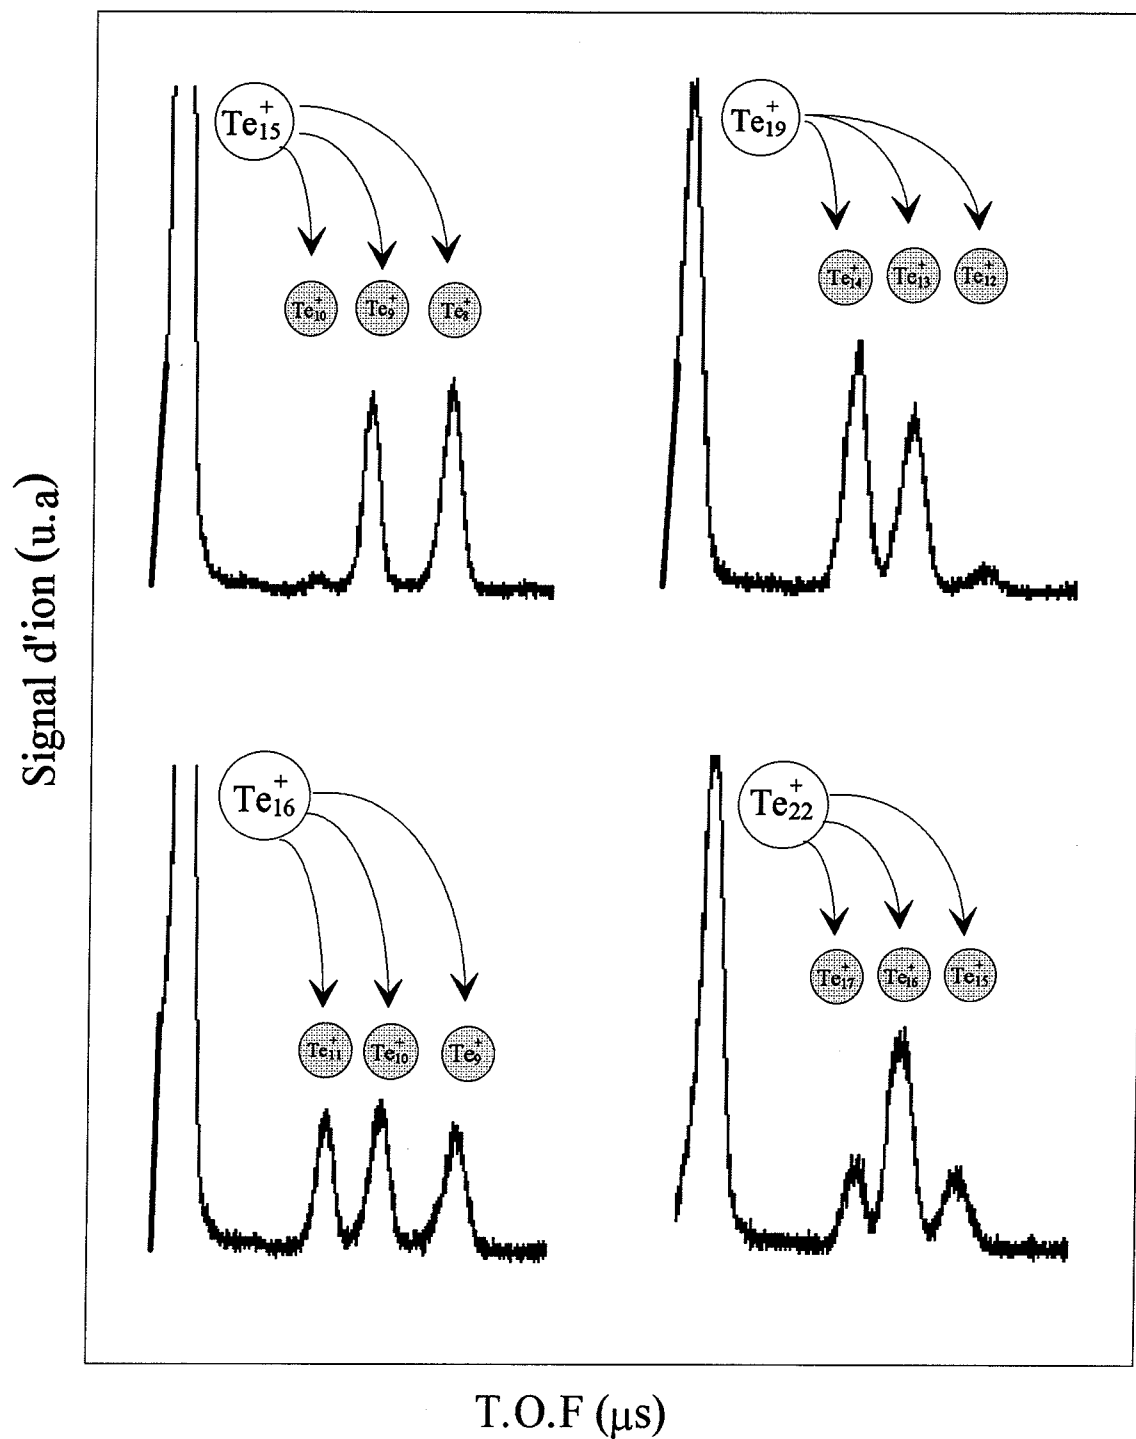 Signal d'ion (u.a)
Te15+
Te10+ Te9+ Te8+
Te19+
Te14+ Te13+ Te12+
Te16+
Te11+ Te10+ Te9+
Te22+
Te17+ Te16+ Te15+
T.O.F (μs)